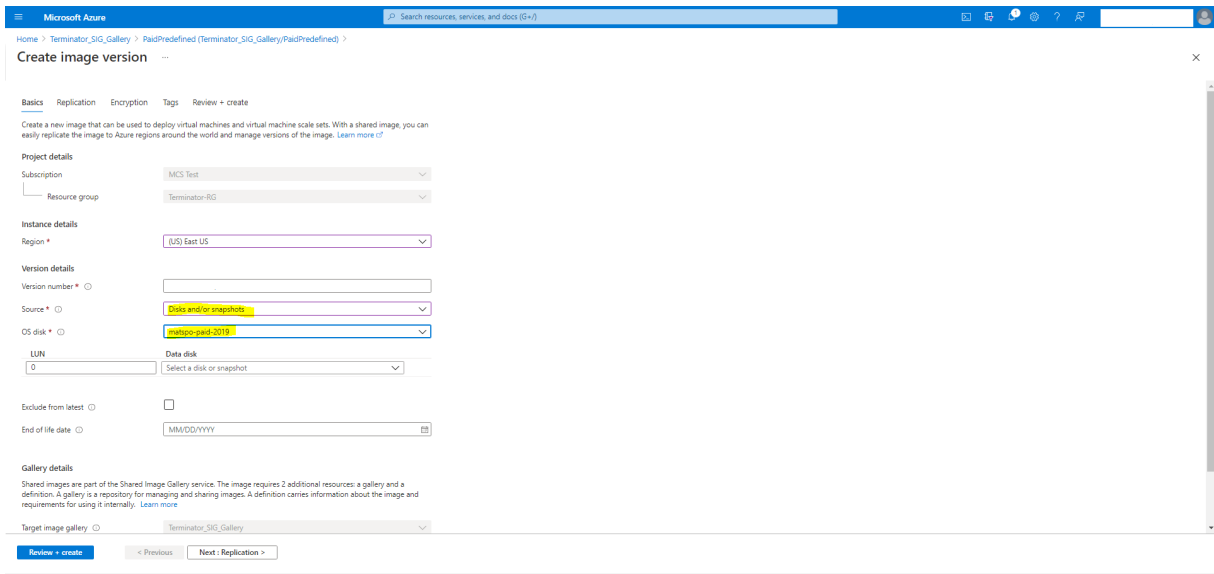 Microsoft Azure
Search resources, services, and docs (G+/)
Home > Terminator_SIG_Gallery > PaidPredefined (Terminator_SIG_Gallery/PaidPredefined) >
Create image version ...
Basics Replication Encryption Tags Review + create
Create a new image that can be used to deploy virtual machines and virtual machine scale sets. With a shared image, you can
easily replicate the image to Azure regions around the world and manage versions of the image. Learn more
Project details
Subscription MCS Test
Resource group Terminator-RG
Instance details
Region * (US) East US
Version details
Version number *
Source * Disks and/or snapshots
OS disk * matspo-paid-2019
LUN Data disk
0 Select a disk or snapshot
Exclude from latest
End of life date MM/DD/YYYY
Gallery details
Shared images are part of the Shared Image Gallery service. The image requires 2 additional resources: a gallery and a
definition. A gallery is a repository for managing and sharing images. A definition carries information about the image and
requirements for using it internally. Learn more
Target image gallery Terminator_SIG_Gallery
Review + create < Previous Next : Replication >